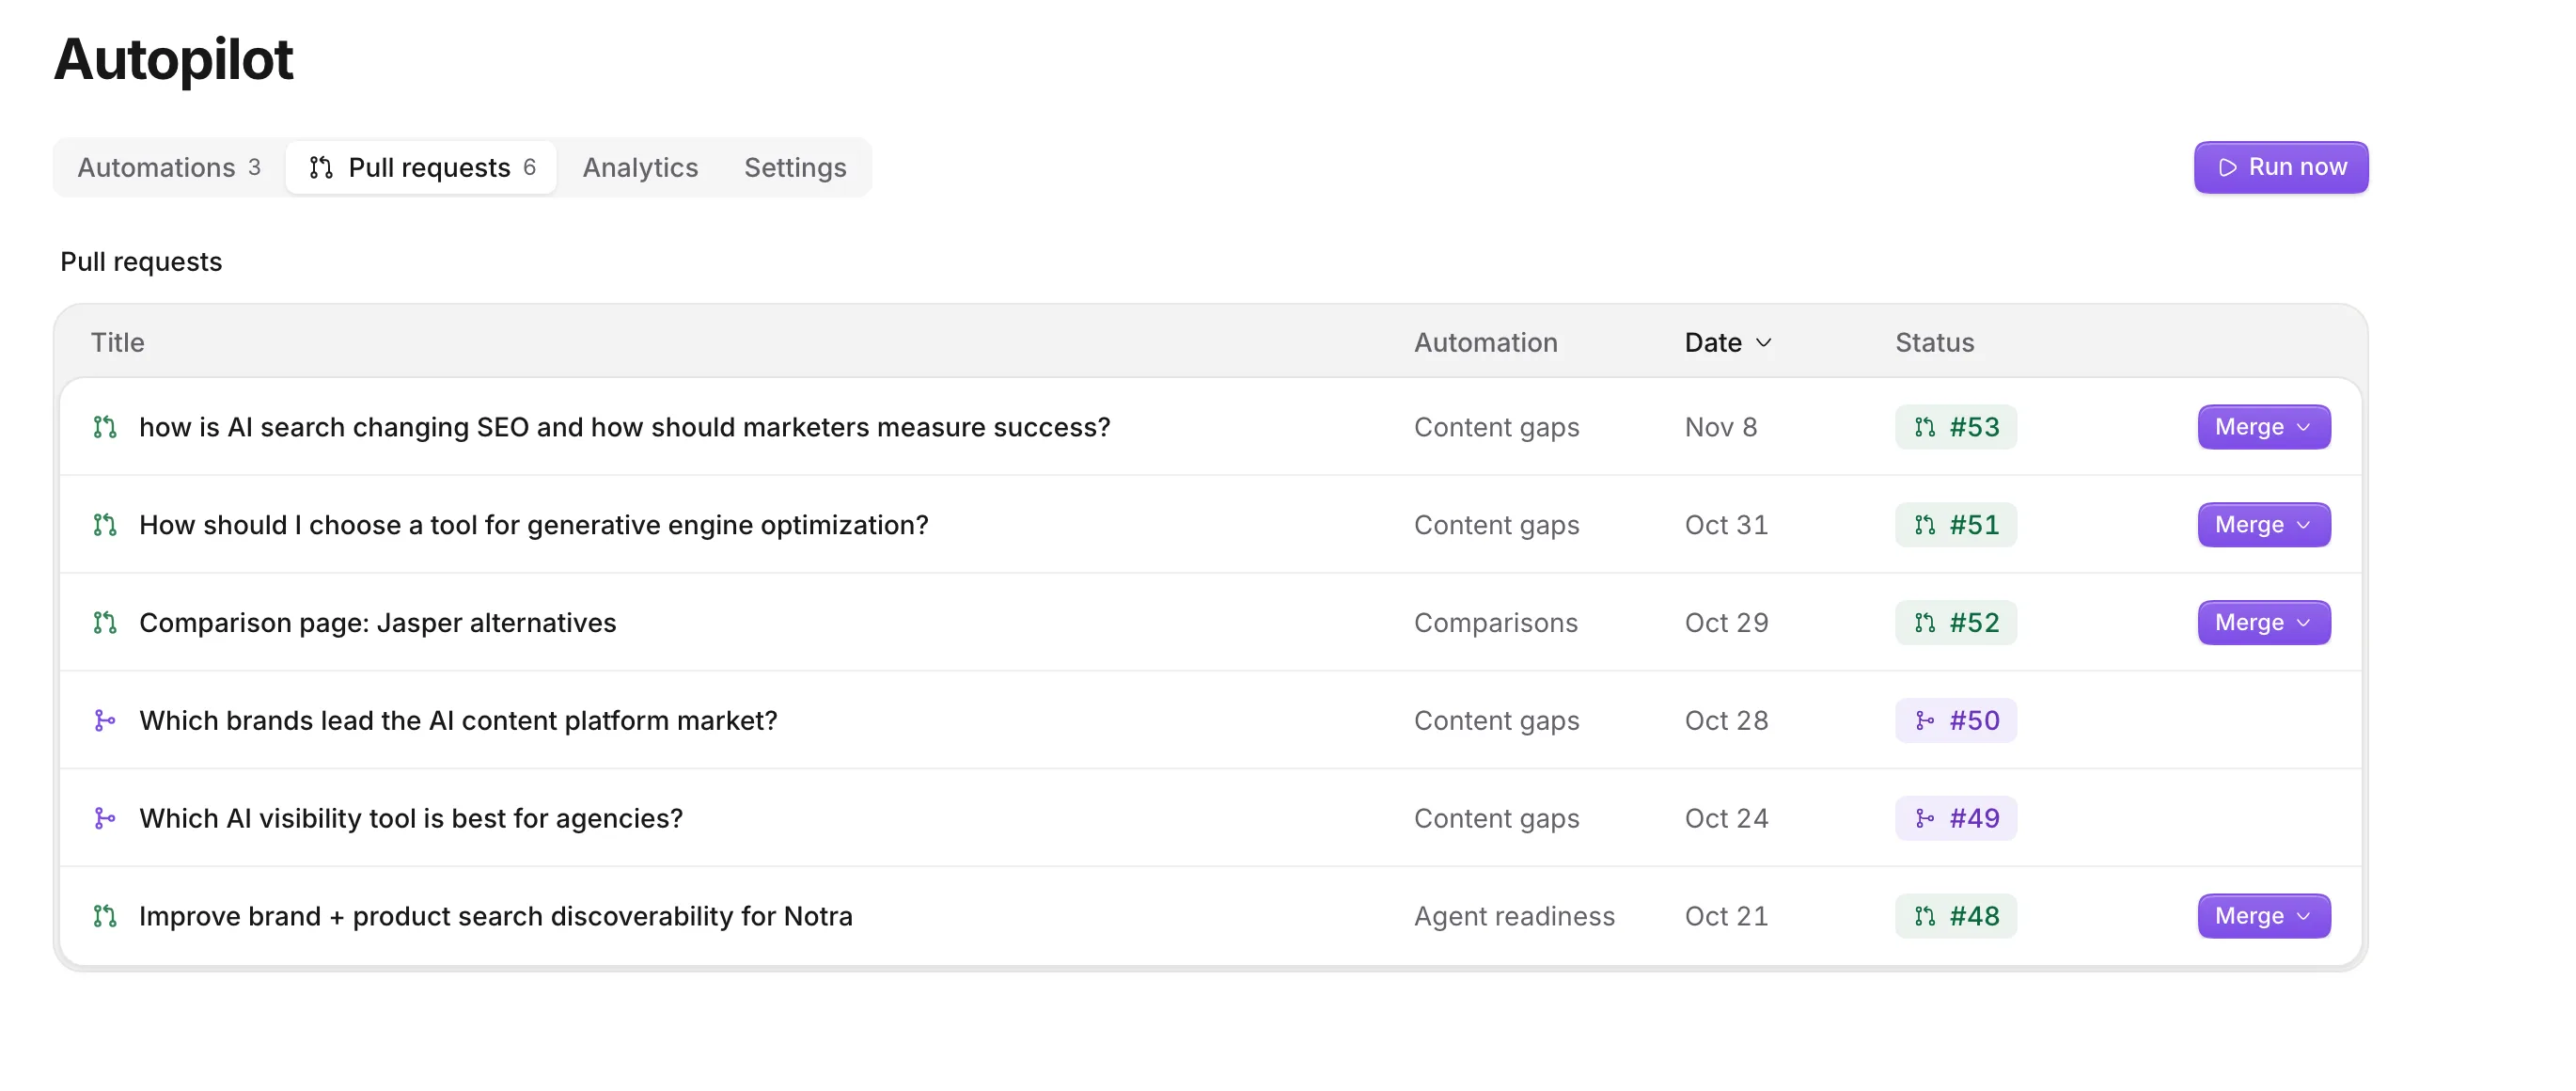 Autopilot
Automations 3 Pull requests 6 Analytics Settings Run now
Pull requests
Title Automation Date Status
how is AI search changing SEO and how should marketers measure success? Content gaps Nov 8 #53 Merge
How should I choose a tool for generative engine optimization? Content gaps Oct 31 #51 Merge
Comparison page: Jasper alternatives Comparisons Oct 29 #52 Merge
Which brands lead the AI content platform market? Content gaps Oct 28 #50
Which AI visibility tool is best for agencies? Content gaps Oct 24 #49
Improve brand + product search discoverability for Notra Agent readiness Oct 21 #48 Merge